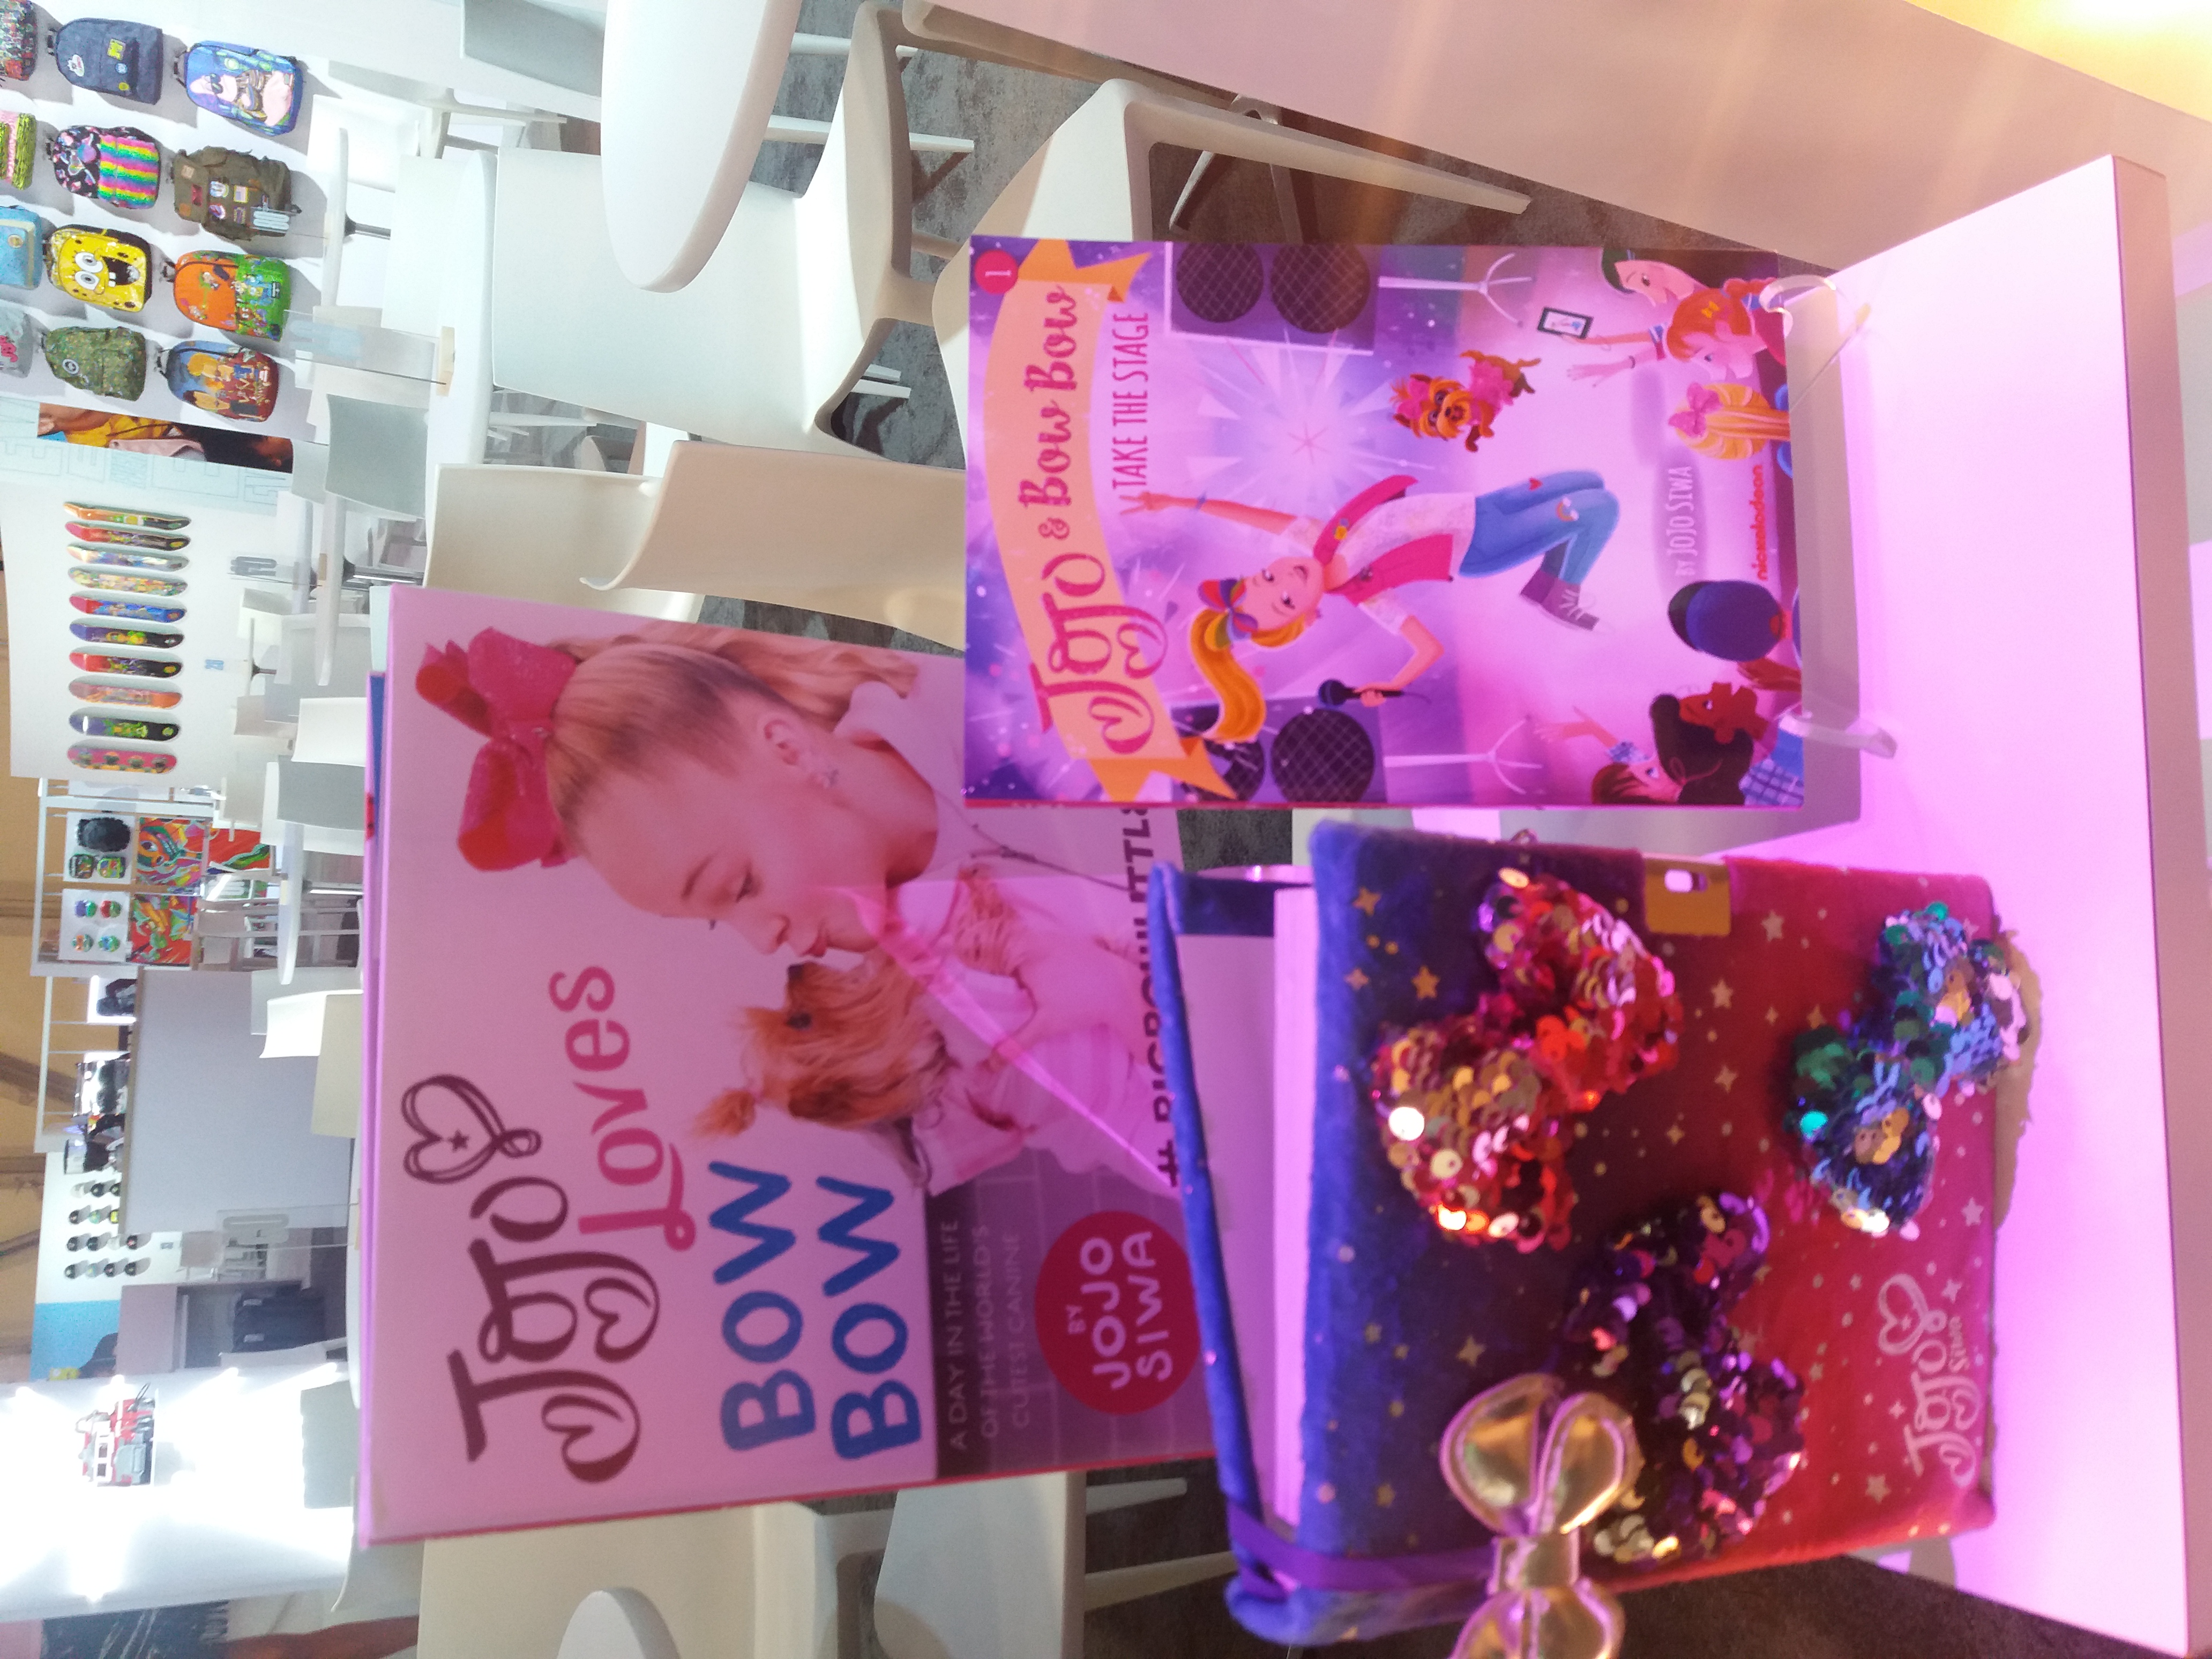 JoJo
Loves
BOW
BOW
A DAY IN THE LIFE
OF THE WORLD'S
CUTEST CANINE
BY
JOJO
SIWA
1
JoJo & Bow Bow
TAKE THE STAGE
BY JOJO SIWA
nickelodeon
JoJo
Siwa